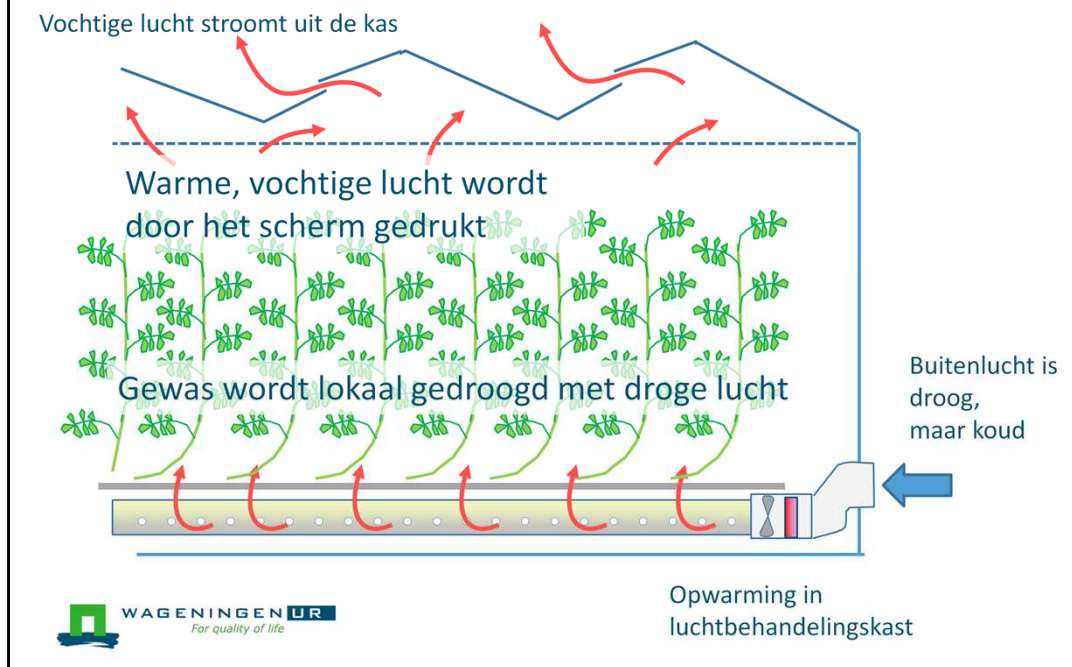 Vochtige lucht stroomt uit de kas
Warme, vochtige lucht wordt
door het scherm gedrukt
Gewas wordt lokaal gedroogd met droge lucht
Buitenlucht is
droog,
maar koud
Opwarming in
luchtbehandelingskast
WAGENINGEN UR
For quality of life